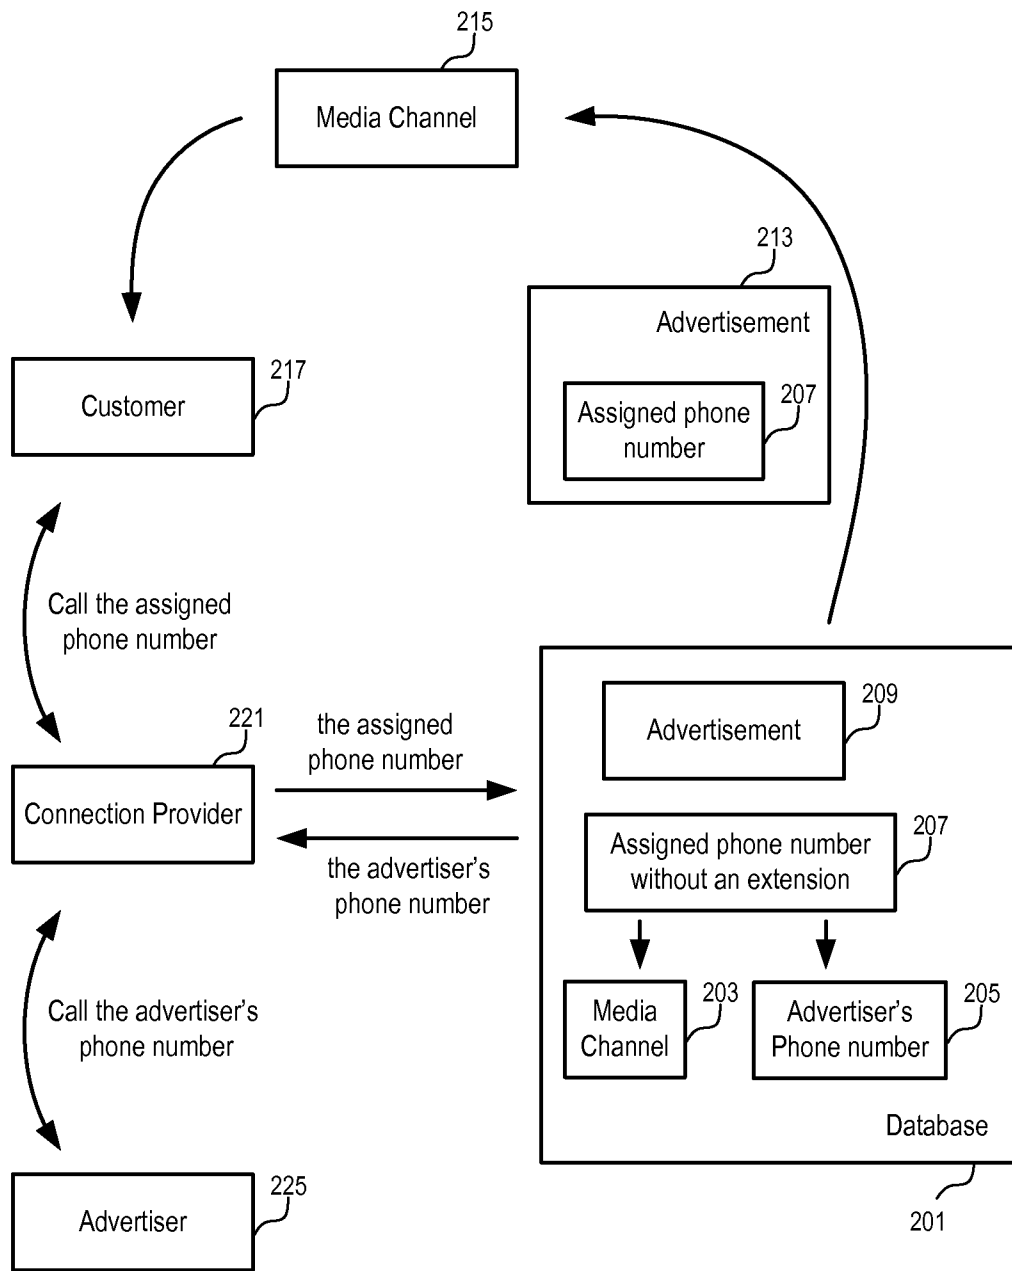 215
Media Channel
213
Advertisement
217
Customer
207
Assigned phone
number
Call the assigned
phone number
221
the assigned
phone number
Connection Provider
the advertiser's
phone number
209
Advertisement
207
Assigned phone number
without an extension
203
Media
Channel
205
Advertiser's
Phone number
Call the advertiser's
phone number
Database
201
225
Advertiser